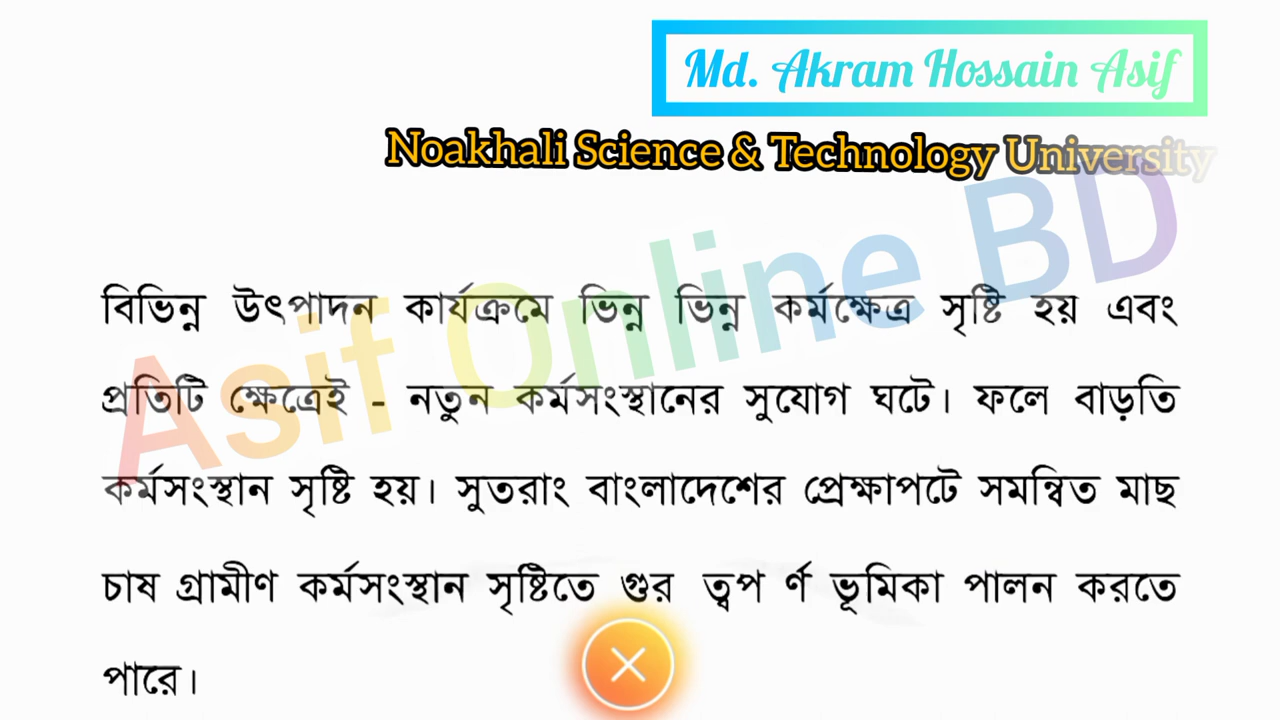 Md. Akram Hossain Asif
Noakhali Science & Technology University
Asif Online BD
বিভিন্ন উৎপাদন কার্যক্রমে ভিন্ন ভিন্ন কর্মক্ষেত্র সৃষ্টি হয় এবং
প্রতিটি ক্ষেত্রেই - নতুন কর্মসংস্থানের সুযোগ ঘটে। ফলে বাড়তি
কর্মসংস্থান সৃষ্টি হয়। সুতরাং বাংলাদেশের প্রেক্ষাপটে সমন্বিত মাছ
চাষ গ্রামীণ কর্মসংস্থান সৃষ্টিতে গুর ত্বপ র্ণ ভূমিকা পালন করতে
পারে।